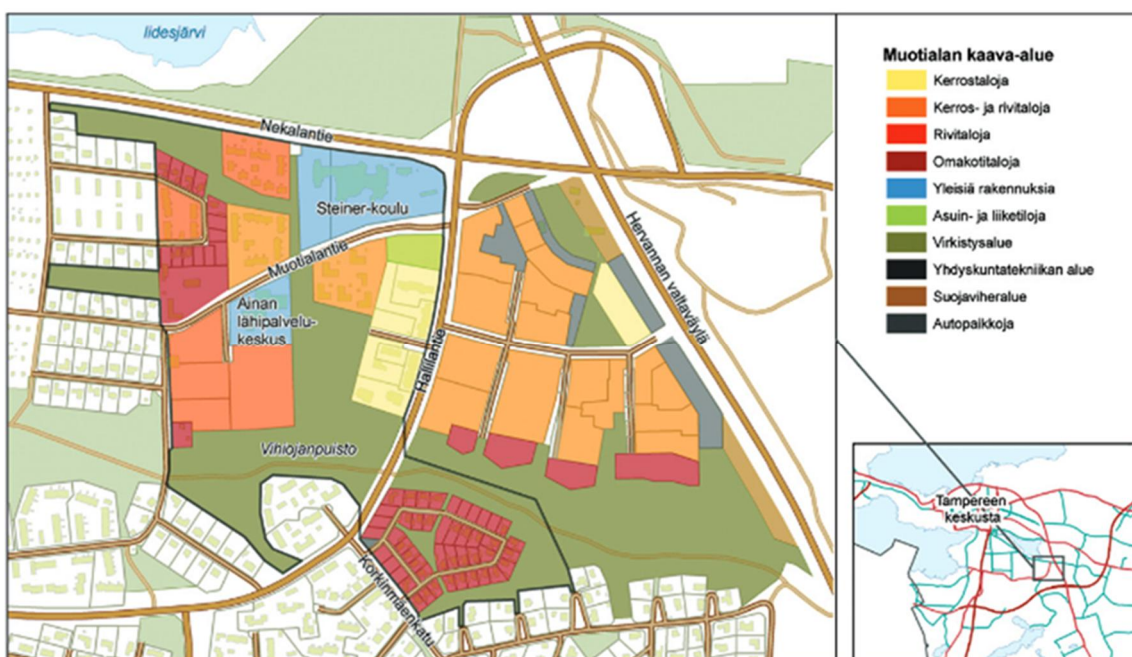 Iidesjärvi
Nekalantie
Steiner-koulu
Muotialantie
Ainan
lähipalvelu-
keskus
Hallilantie
Hervannan valtaväylä
Vihiojanpuisto
Korkinmäenkatu
Muotialan kaava-alue
Kerrostaloja
Kerros- ja rivitaloja
Rivitaloja
Omakotitaloja
Yleisiä rakennuksia
Asuin- ja liiketiloja
Virkistysalue
Yhdyskuntatekniikan alue
Suojaviheralue
Autopaikkoja
Tampereen
keskusta